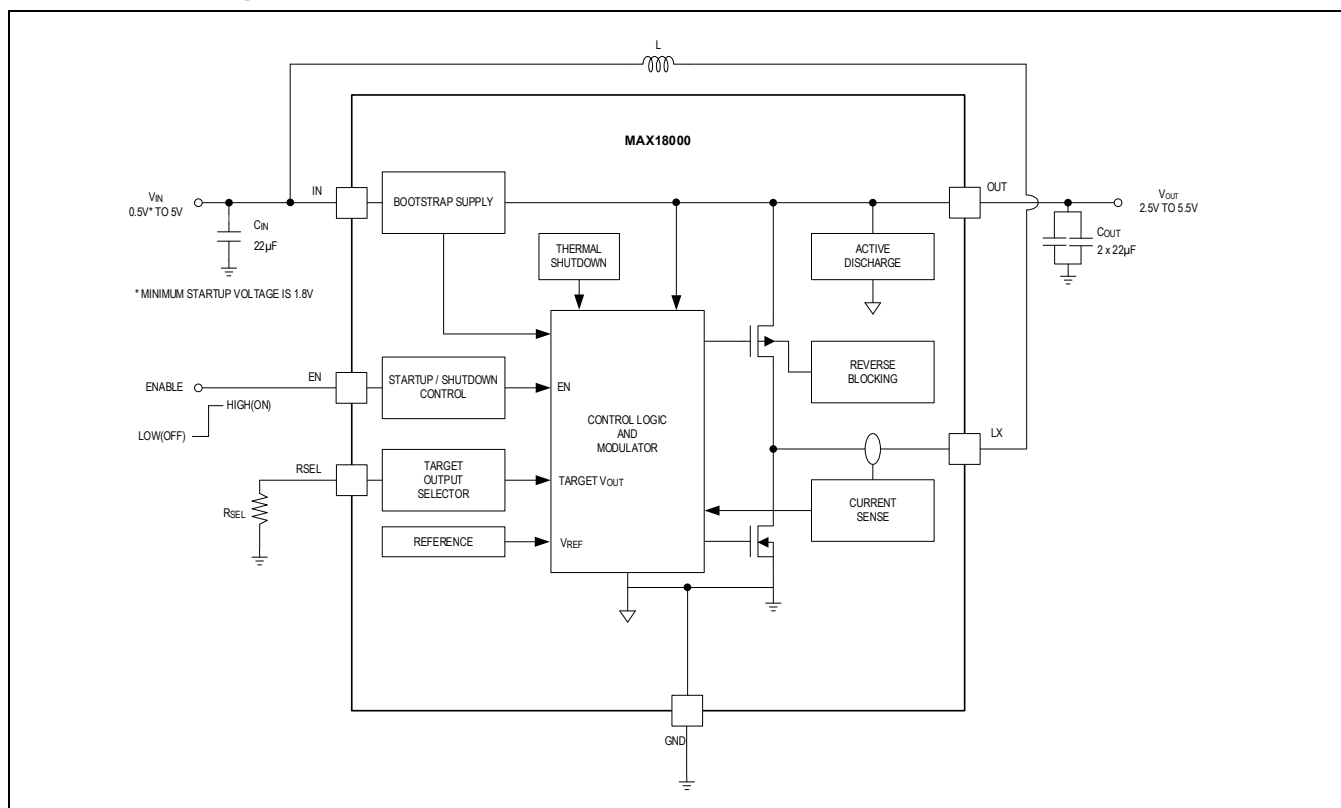 L
MAX18000
IN
OUT
VIN
0.5V* TO 5V
BOOTSTRAP SUPPLY
VOUT
2.5V TO 5.5V
CIN
22µF
THERMAL
SHUTDOWN
ACTIVE
DISCHARGE
COUT
2 x 22µF
* MINIMUM STARTUP VOLTAGE IS 1.8V
REVERSE
BLOCKING
ENABLE
EN
STARTUP / SHUTDOWN
CONTROL
EN
HIGH(ON)
LOW(OFF)
CONTROL LOGIC
AND
MODULATOR
LX
RSEL
TARGET
OUTPUT
SELECTOR
TARGET VOUT
CURRENT
SENSE
RSEL
REFERENCE
VREF
GND